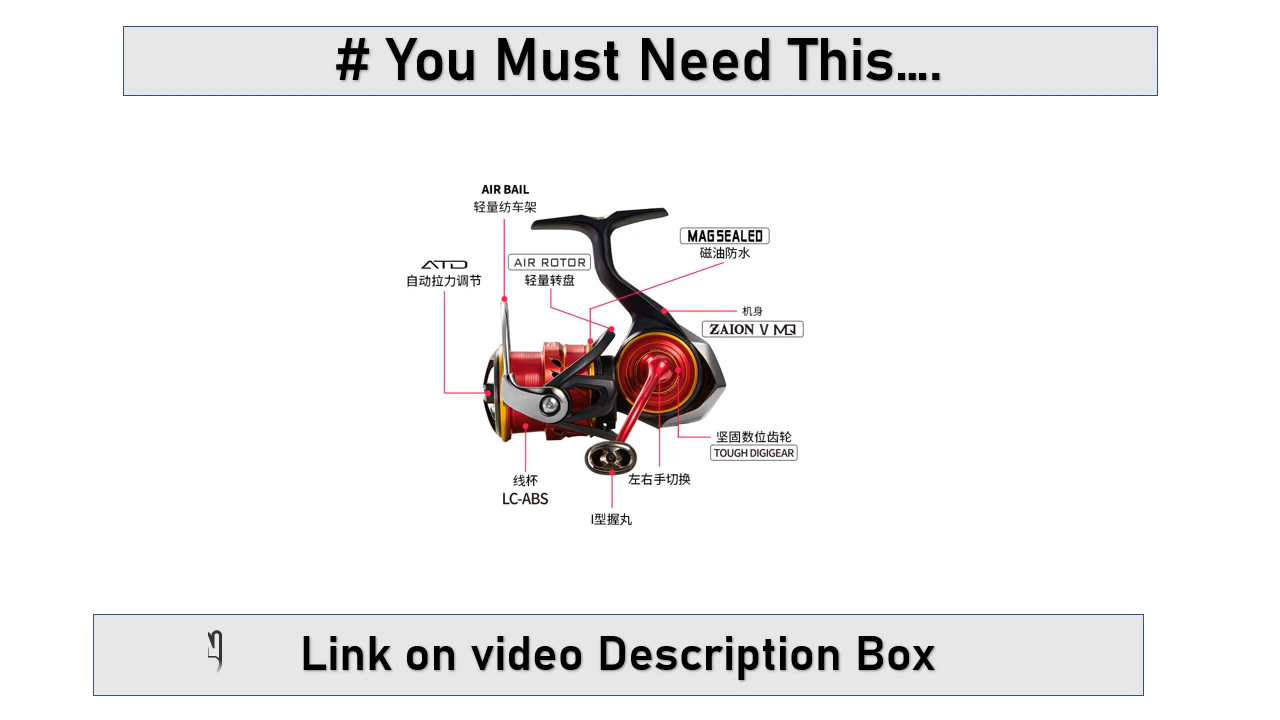 # You Must Need This....
AIR BAIL
轻量纺车架
MAGSEALED
磁油防水
ATD
自动拉力调节
AIR ROTOR
轻量转盘
机身
ZAION V MQ
坚固数位齿轮
TOUGH DIGIGEAR
线杯
LC-ABS
左右手切换
I型握丸
Link on video Description Box